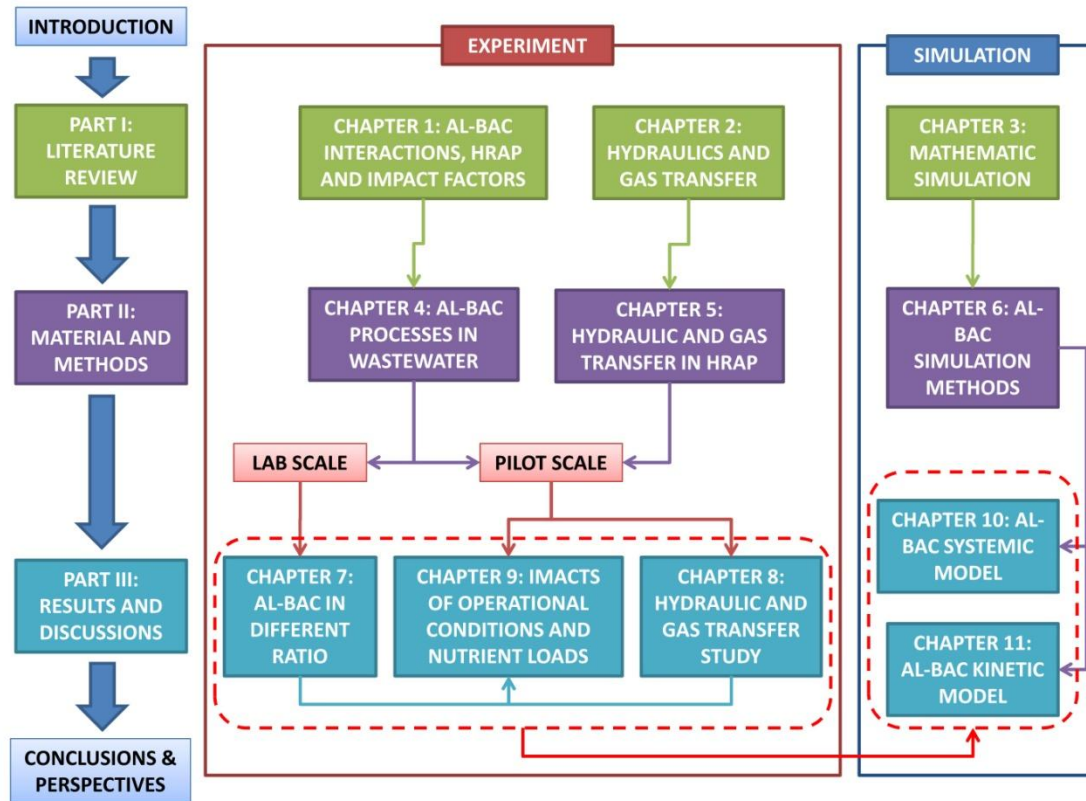 INTRODUCTION
EXPERIMENT
SIMULATION
PART I:
LITERATURE
REVIEW
CHAPTER 1: AL-BAC
INTERACTIONS, HRAP
AND IMPACT FACTORS
CHAPTER 2:
HYDRAULICS AND
GAS TRANSFER
CHAPTER 3:
MATHEMATIC
SIMULATION
PART II:
MATERIAL AND
METHODS
CHAPTER 4: AL-BAC
PROCESSES IN
WASTEWATER
CHAPTER 5:
HYDRAULIC AND GAS
TRANSFER IN HRAP
CHAPTER 6: AL-
BAC
SIMULATION
METHODS
LAB SCALE
PILOT SCALE
PART III:
RESULTS AND
DISCUSSIONS
CHAPTER 7:
AL-BAC IN
DIFFERENT
RATIO
CHAPTER 9: IMACTS
OF OPERATIONAL
CONDITIONS AND
NUTRIENT LOADS
CHAPTER 8:
HYDRAULIC AND
GAS TRANSFER
STUDY
CHAPTER 10: AL-
BAC SYSTEMIC
MODEL
CHAPTER 11:
AL-BAC KINETIC
MODEL
CONCLUSIONS &
PERSPECTIVES